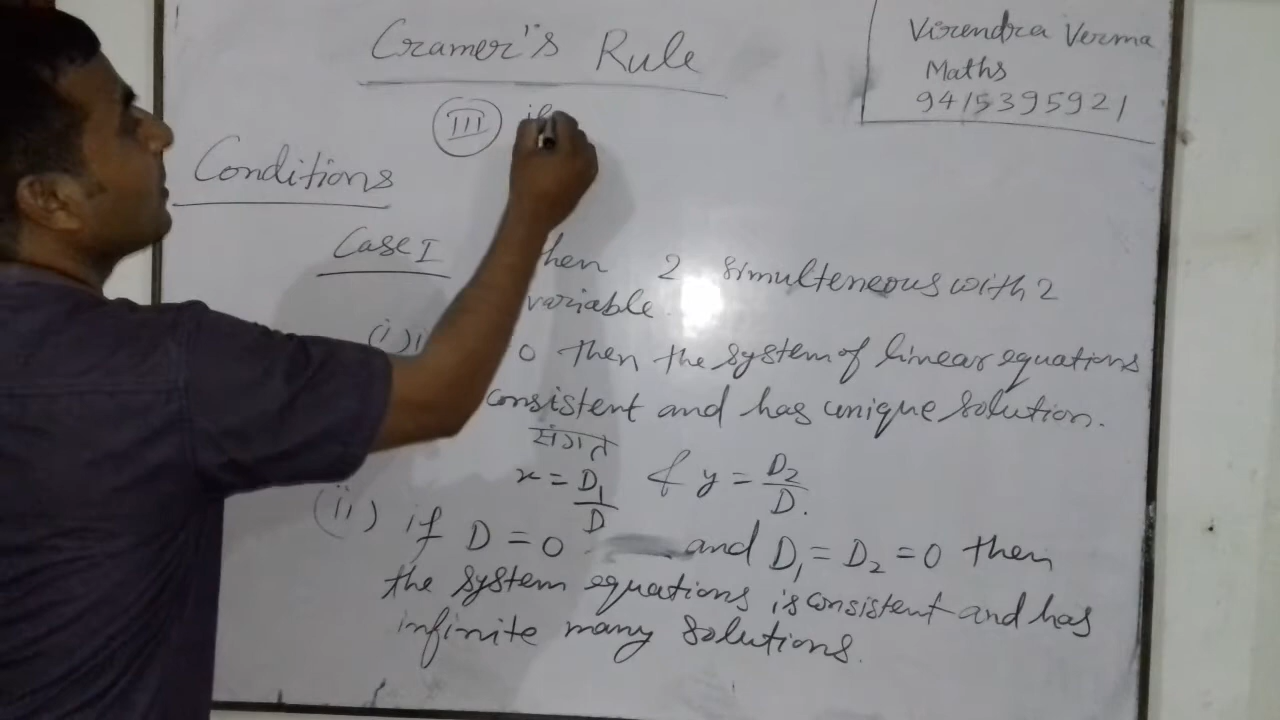 Cramer's Rule
Virendra Verma
Maths
9415395921
III if
Conditions
Case I
2 simulteneous with 2
variable.
(i) 0 then the system of linear equations
consistent and has unique solution.
संगत
x = D₁/D & y = D₂/D.
(ii) if D = 0 and D₁ = D₂ = 0 then
the system equations is consistent and has
infinite many solutions.